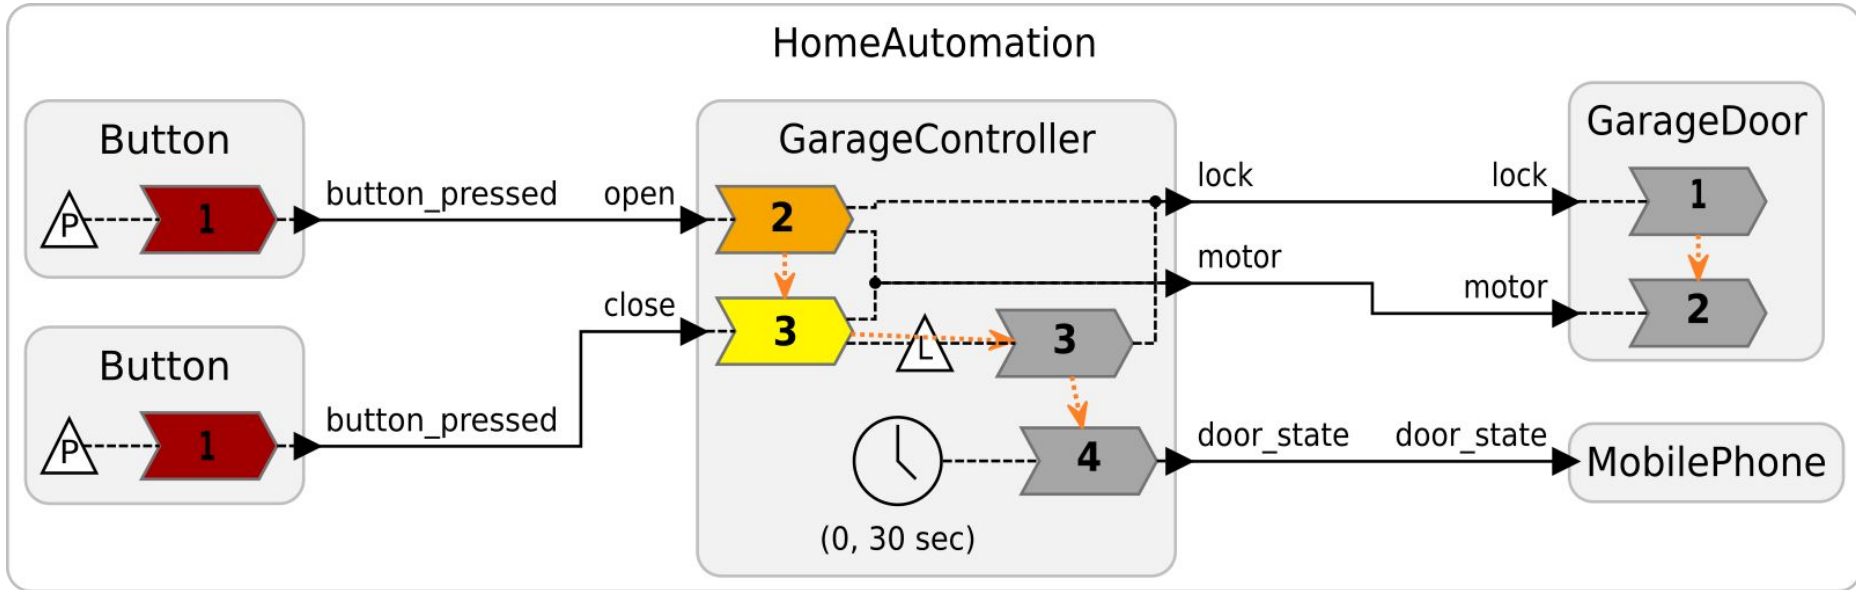 HomeAutomation
Button
P
1
button_pressed
open
Button
P
1
button_pressed
close
GarageController
2
3
L
3
4
(0, 30 sec)
lock
lock
motor
motor
door_state
door_state
GarageDoor
1
2
MobilePhone